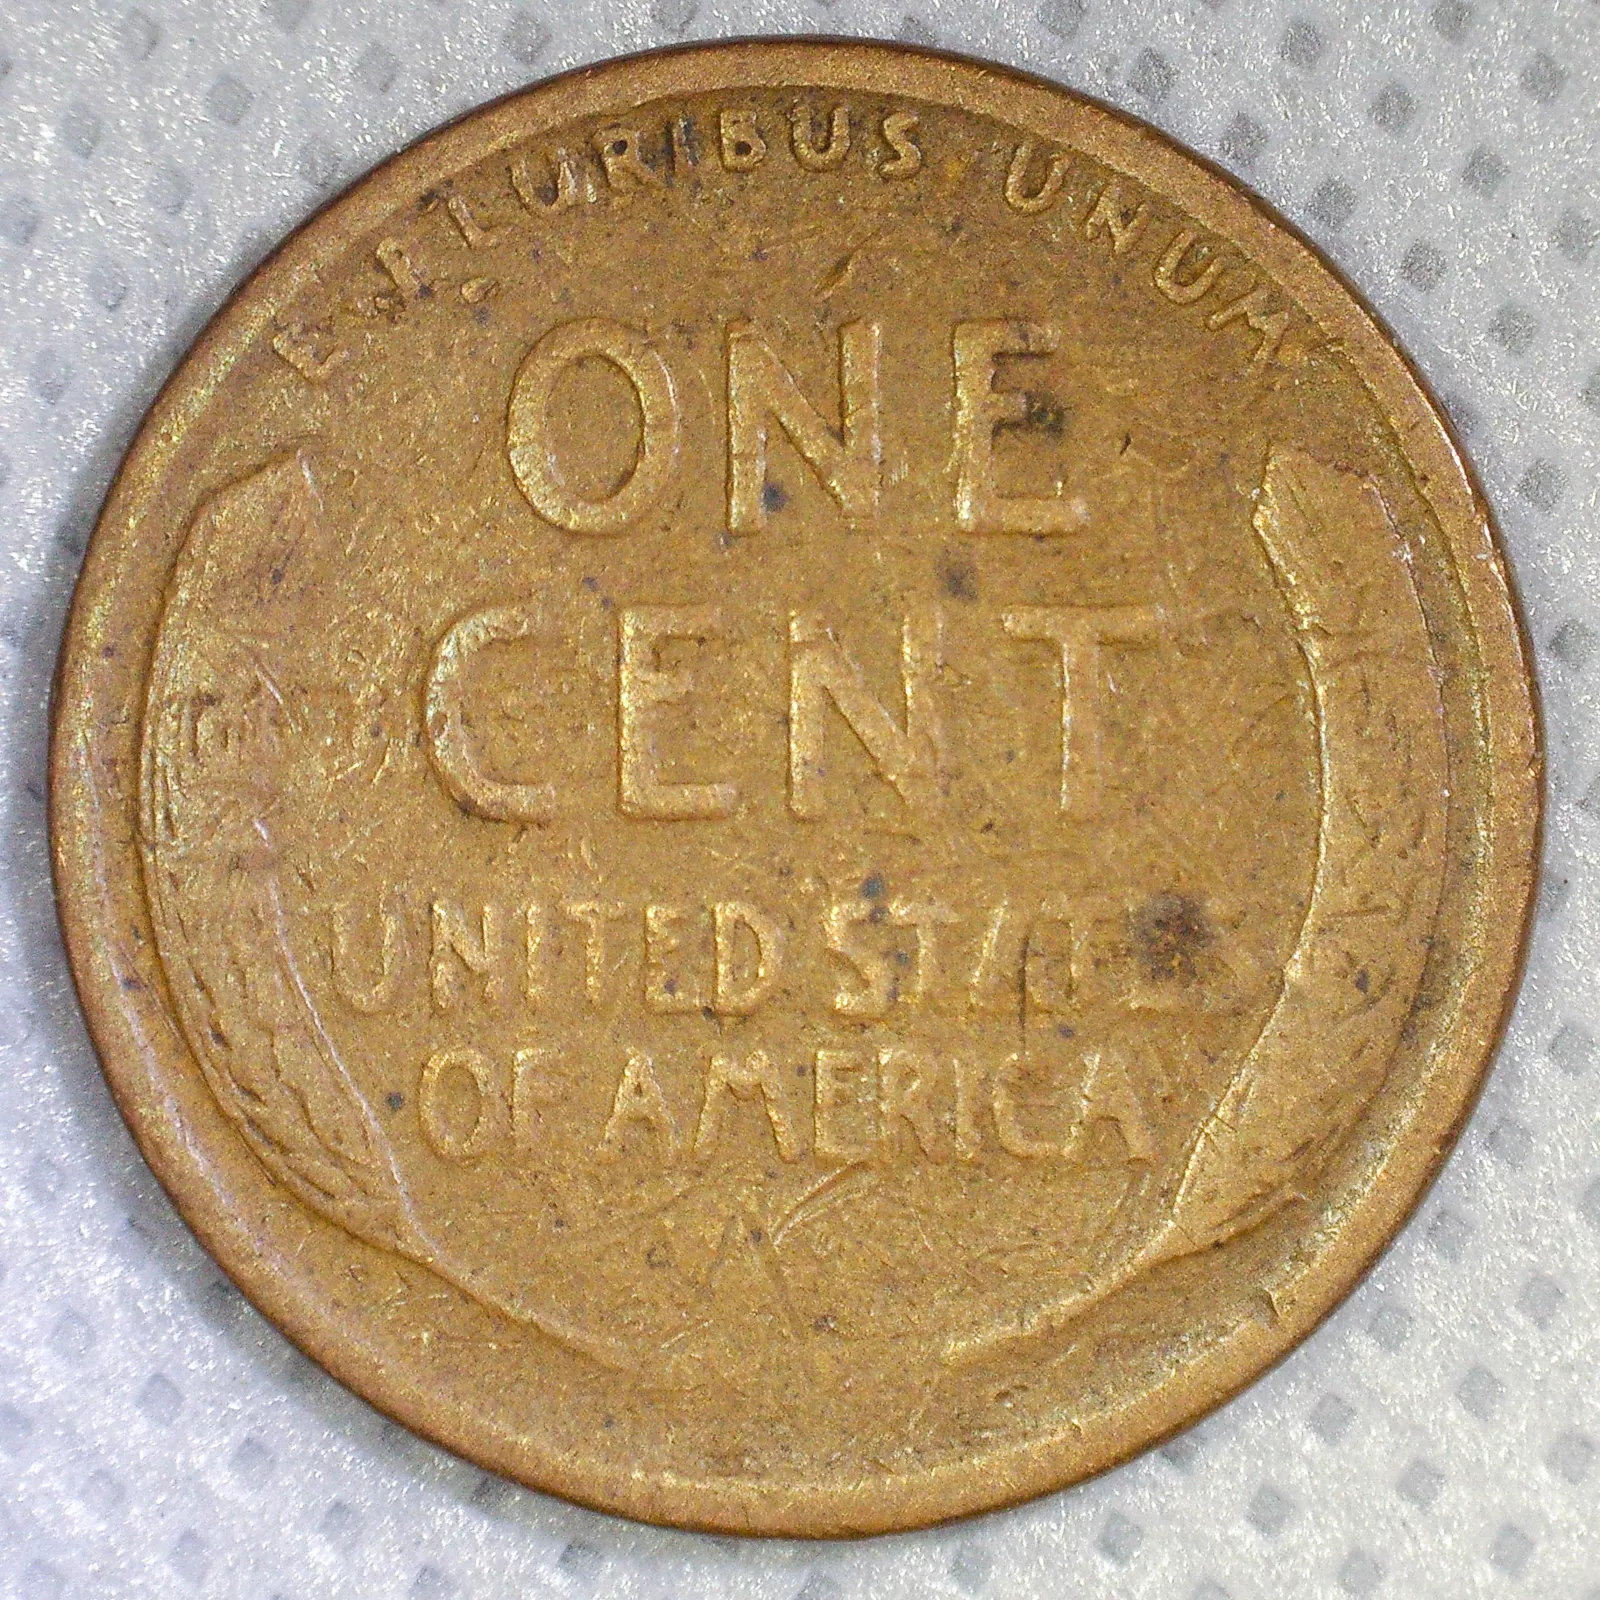 E PLURIBUS UNUM
ONE
CENT
UNITED STATES
OF AMERICA